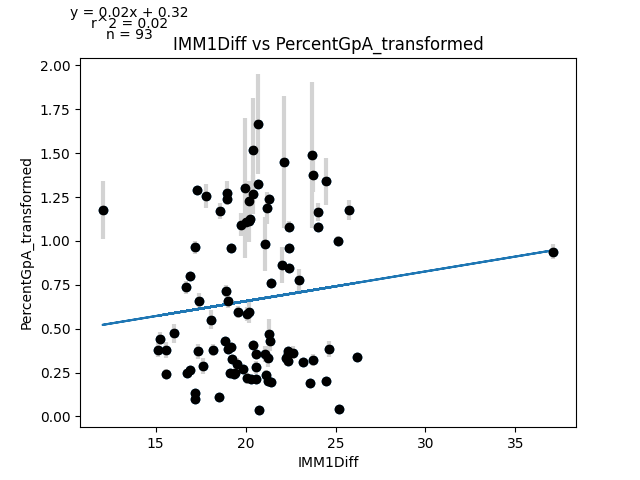 y = 0.02x + 0.32
r^2 = 0.02
n = 93
IMM1Diff vs PercentGpA_transformed
2.00
1.75
1.50
1.25
1.00
0.75
0.50
0.25
0.00
PercentGpA_transformed
15
20
25
30
35
IMM1Diff